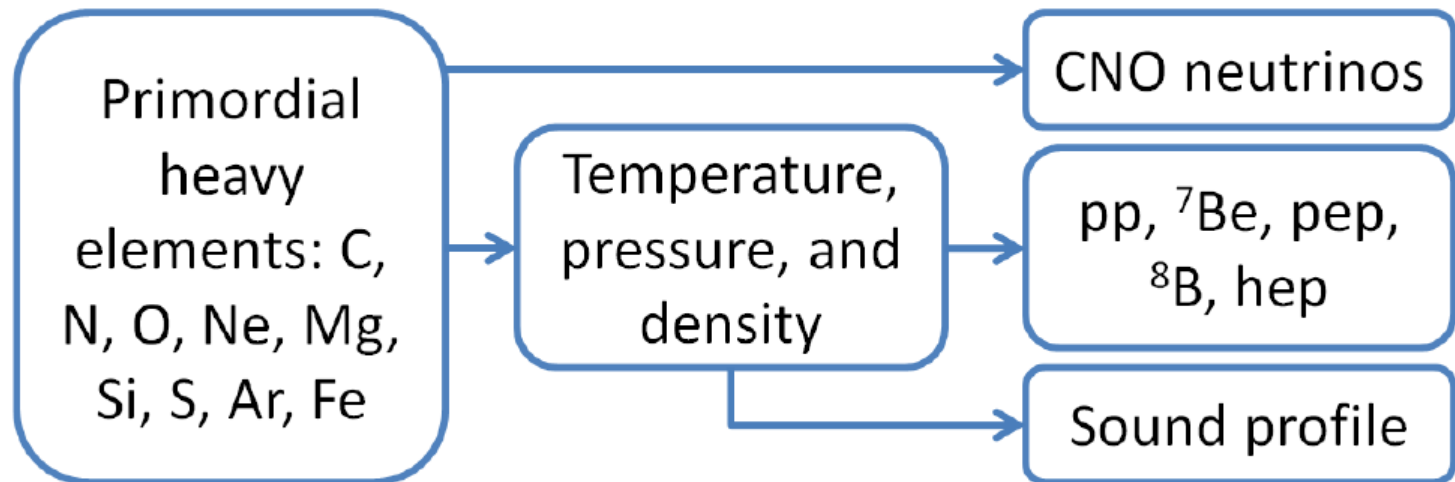 Primordial
heavy
elements: C,
N, O, Ne, Mg,
Si, S, Ar, Fe
Temperature,
pressure, and
density
CNO neutrinos
pp, ⁷Be, pep,
⁸B, hep
Sound profile